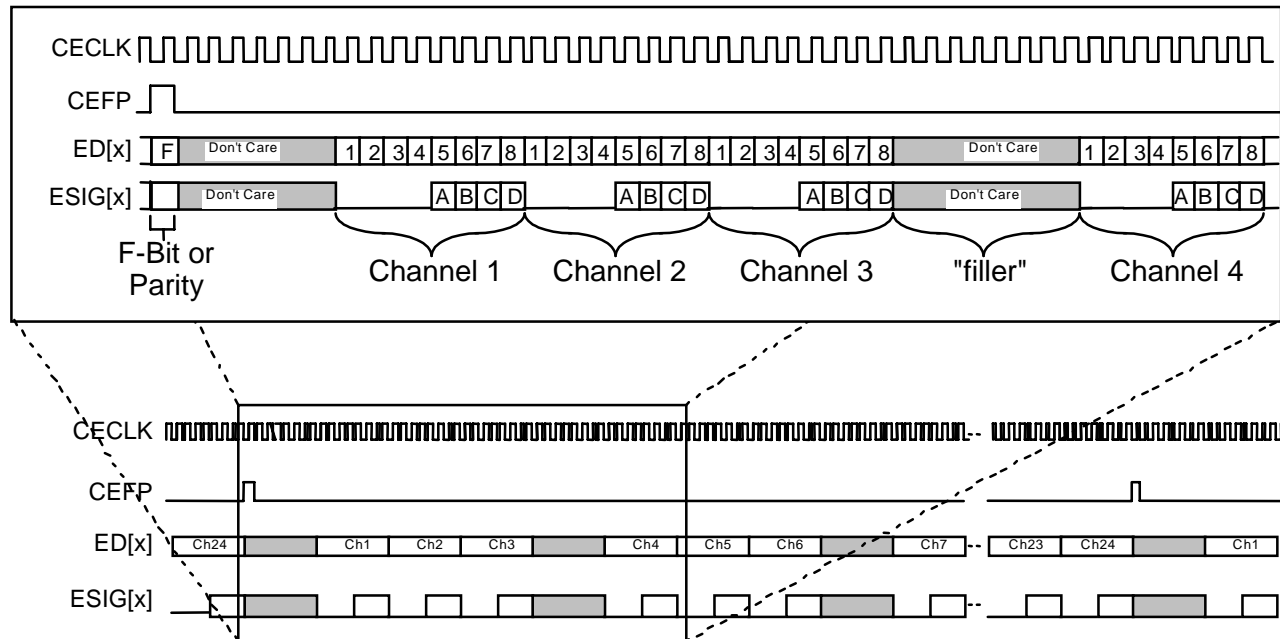 CECLK
CEFP
ED[x] F Don't Care 1 2 3 4 5 6 7 8 1 2 3 4 5 6 7 8 1 2 3 4 5 6 7 8 Don't Care 1 2 3 4 5 6 7 8
ESIG[x] Don't Care A B C D A B C D A B C D Don't Care A B C D
F-Bit or
Parity
Channel 1 Channel 2 Channel 3 "filler" Channel 4
CECLK
CEFP
ED[x] Ch24 Ch1 Ch2 Ch3 Ch4 Ch5 Ch6 Ch7 Ch23 Ch24 Ch1
ESIG[x]